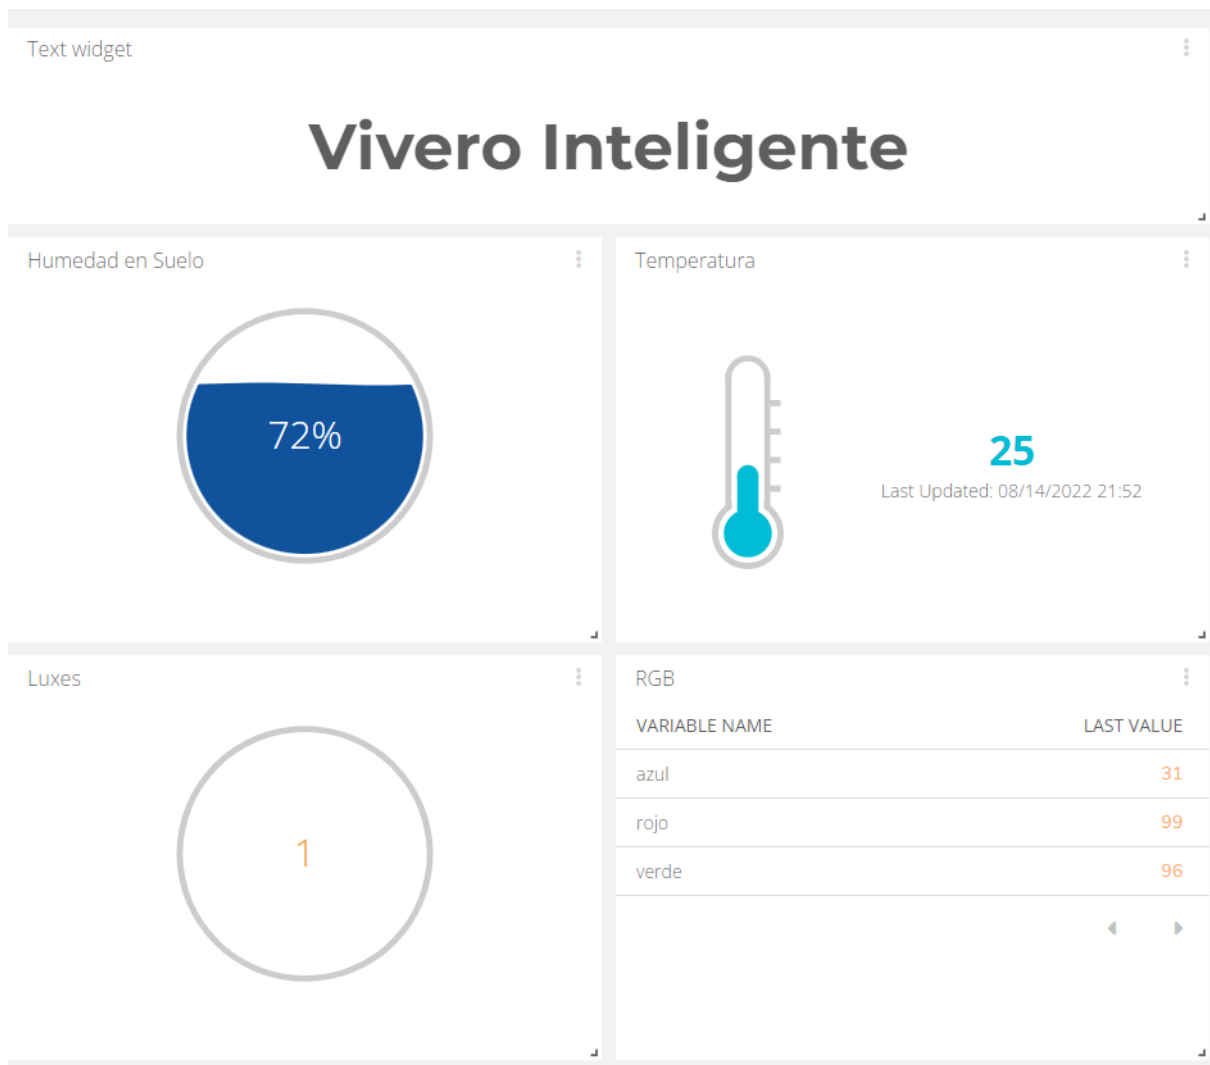 Text widget
Vivero Inteligente
Humedad en Suelo
72%
Temperatura
25
Last Updated: 08/14/2022 21:52
Luxes
1
RGB
VARIABLE NAME LAST VALUE
azul 31
rojo 99
verde 96